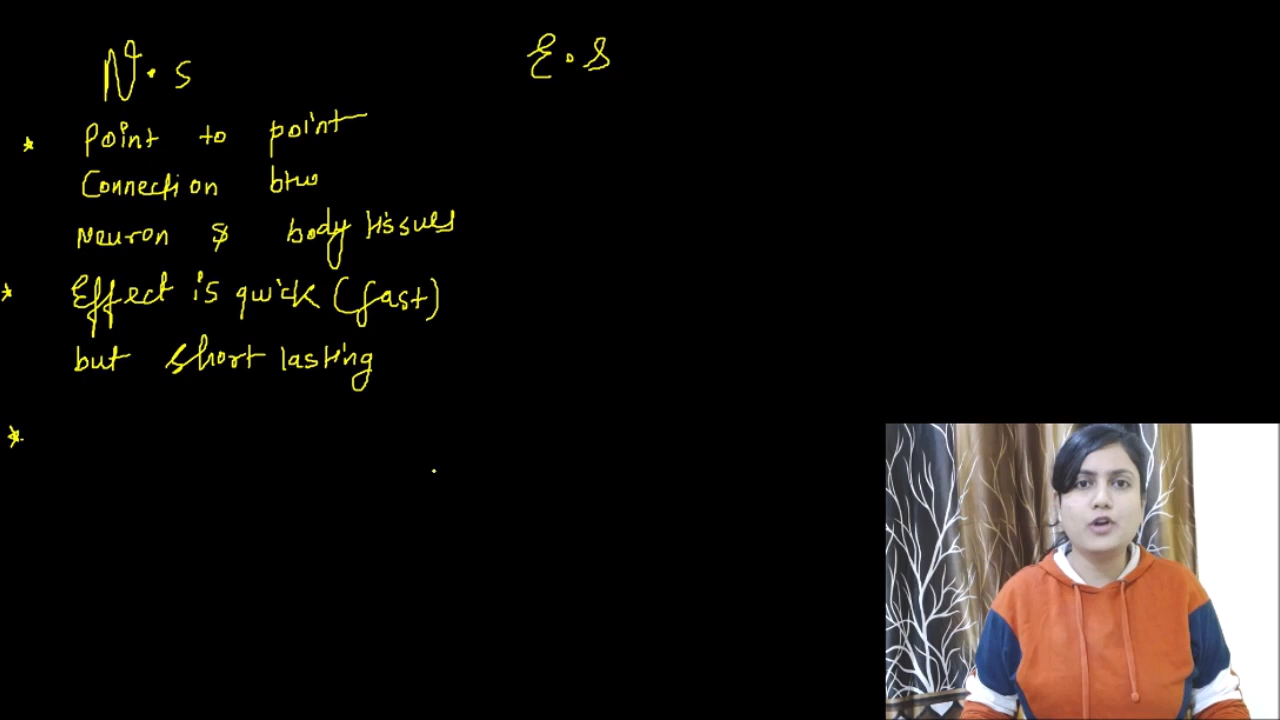 N.S
E.S
* Point to point
Connection btw
Neuron & body tissues
* Effect is quick (fast)
but short lasting
*